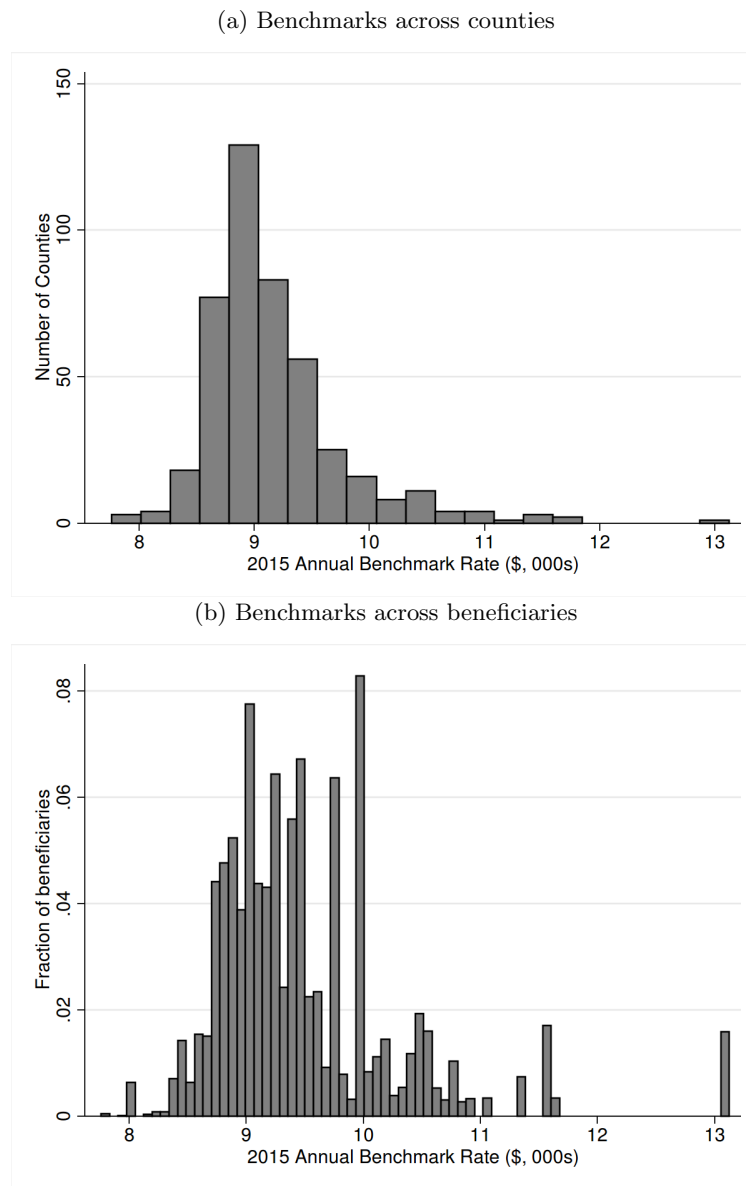 (a) Benchmarks across counties
150
100
50
0
Number of Counties
8 9 10 11 12 13
2015 Annual Benchmark Rate ($, 000s)
(b) Benchmarks across beneficiaries
.08
.06
.04
.02
0
Fraction of beneficiaries
8 9 10 11 12 13
2015 Annual Benchmark Rate ($, 000s)